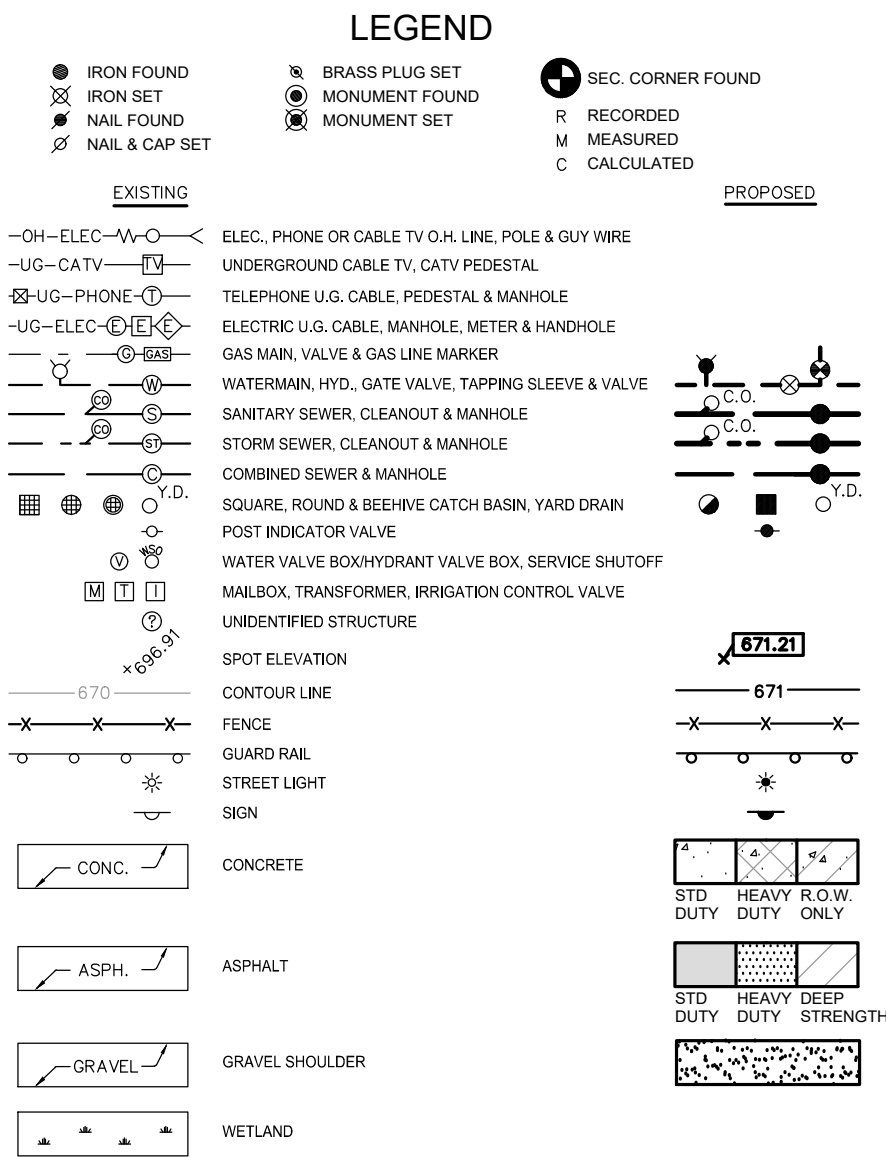 LEGEND
IRON FOUND BRASS PLUG SET SEC. CORNER FOUND
IRON SET MONUMENT FOUND
NAIL FOUND MONUMENT SET R RECORDED
NAIL & CAP SET M MEASURED
C CALCULATED
EXISTING PROPOSED
OH-ELEC ELEC., PHONE OR CABLE TV O.H. LINE, POLE & GUY WIRE
UG-CATV TV UNDERGROUND CABLE TV, CATV PEDESTAL
UG-PHONE T TELEPHONE U.G. CABLE, PEDESTAL & MANHOLE
UG-ELEC E E E ELECTRIC U.G. CABLE, MANHOLE, METER & HANDHOLE
G GAS GAS MAIN, VALVE & GAS LINE MARKER
W WATERMAIN, HYD., GATE VALVE, TAPPING SLEEVE & VALVE
CO S SANITARY SEWER, CLEANOUT & MANHOLE C.O.
CO ST STORM SEWER, CLEANOUT & MANHOLE C.O.
C COMBINED SEWER & MANHOLE
Y.D. SQUARE, ROUND & BEEHIVE CATCH BASIN, YARD DRAIN Y.D.
POST INDICATOR VALVE
V WSO WATER VALVE BOX/HYDRANT VALVE BOX, SERVICE SHUTOFF
M T I MAILBOX, TRANSFORMER, IRRIGATION CONTROL VALVE
? UNIDENTIFIED STRUCTURE
+696.91 SPOT ELEVATION 671.21
670 CONTOUR LINE 671
X X X FENCE X X X
GUARD RAIL
STREET LIGHT
SIGN
CONC. CONCRETE
STD DUTY HEAVY DUTY R.O.W. ONLY
ASPH. ASPHALT
STD DUTY HEAVY DUTY DEEP STRENGTH
GRAVEL GRAVEL SHOULDER
WETLAND